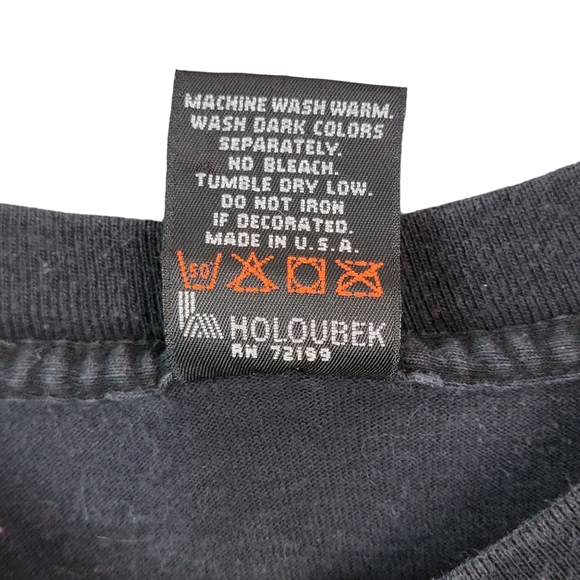 MACHINE WASH WARM.
WASH DARK COLORS
SEPARATELY.
NO BLEACH.
TUMBLE DRY LOW.
DO NOT IRON
IF DECORATED.
MADE IN U.S.A.
50
HOLOUBEK
RN 72199